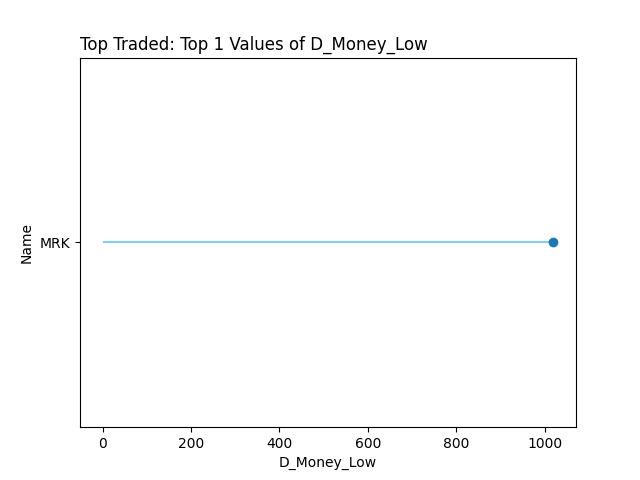 Top Traded: Top 1 Values of D_Money_Low
Name
MRK
0 200 400 600 800 1000
D_Money_Low